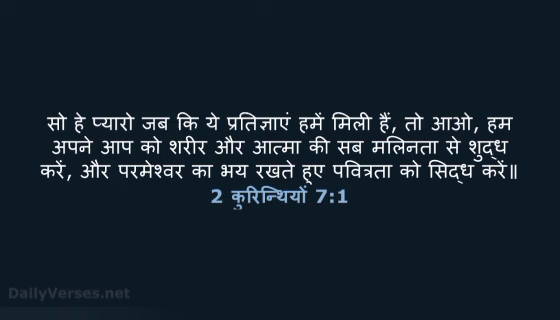 सो हे प्यारो जब कि ये प्रतिज्ञाएं हमें मिली हैं, तो आओ, हम
अपने आप को शरीर और आत्मा की सब मलिनता से शुद्ध
करें, और परमेश्वर का भय रखते हूए पवित्रता को सिद्ध करें॥
2 कुरिन्थियों 7:1
DailyVerses.net